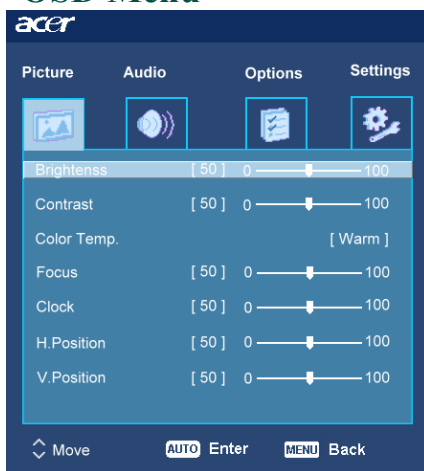 OSD Menu
acer
Picture Audio Options Settings
Brightenss [ 50 ] 0 100
Contrast [ 50 ] 0 100
Color Temp. [ Warm ]
Focus [ 50 ] 0 100
Clock [ 50 ] 0 100
H.Position [ 50 ] 0 100
V.Position [ 50 ] 0 100
Move AUTO Enter MENU Back